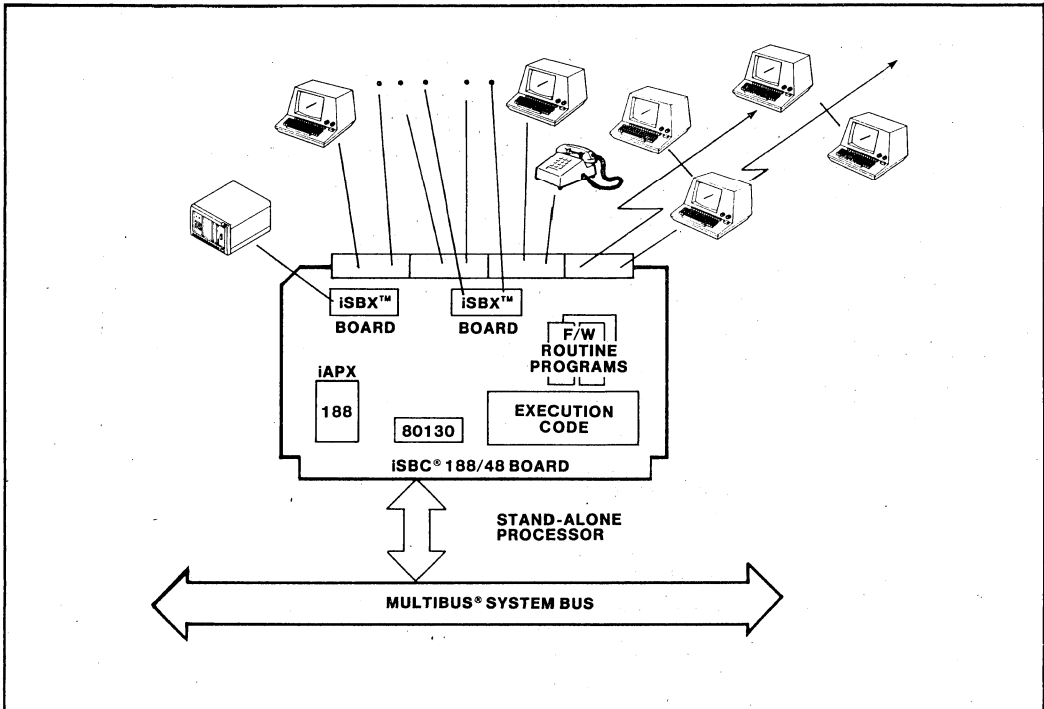 iSBX™
BOARD
iSBX™
BOARD
F/W
ROUTINE
PROGRAMS
iAPX
188
80130
EXECUTION
CODE
iSBC® 188/48 BOARD
STAND-ALONE
PROCESSOR
MULTIBUS® SYSTEM BUS